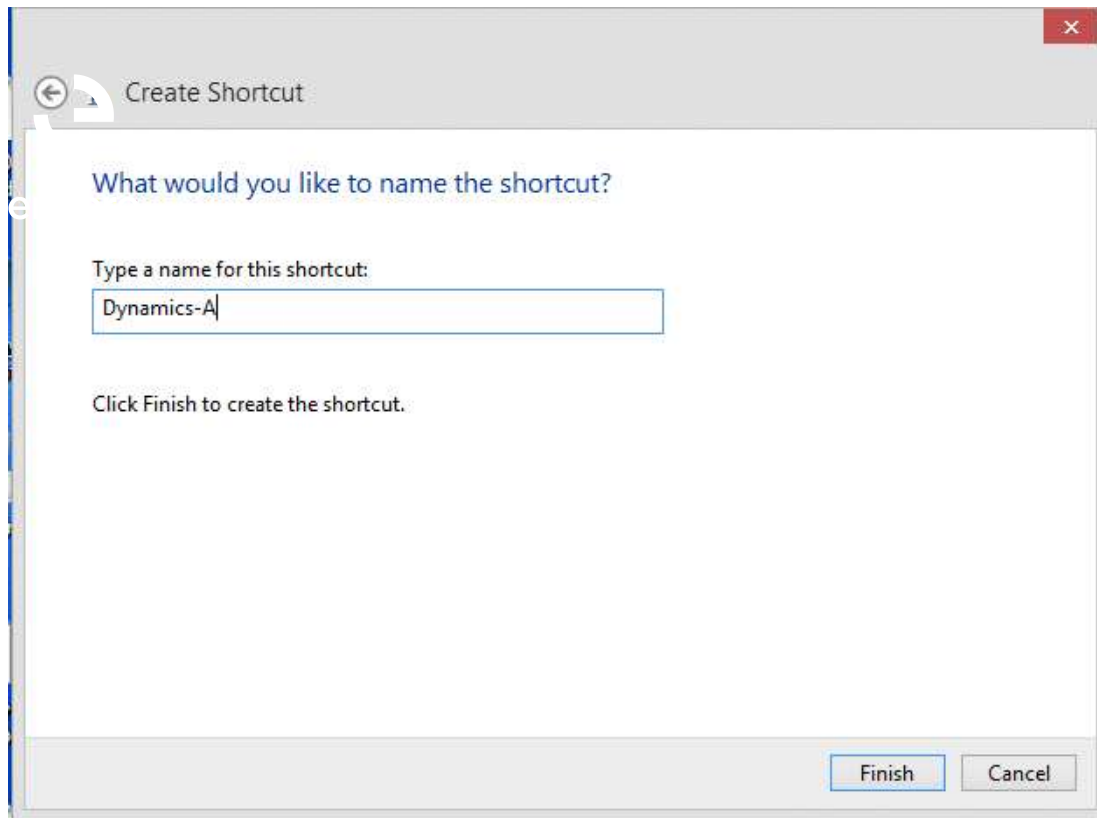 Create Shortcut
What would you like to name the shortcut?
Type a name for this shortcut:
Dynamics-A
Click Finish to create the shortcut.
Finish Cancel